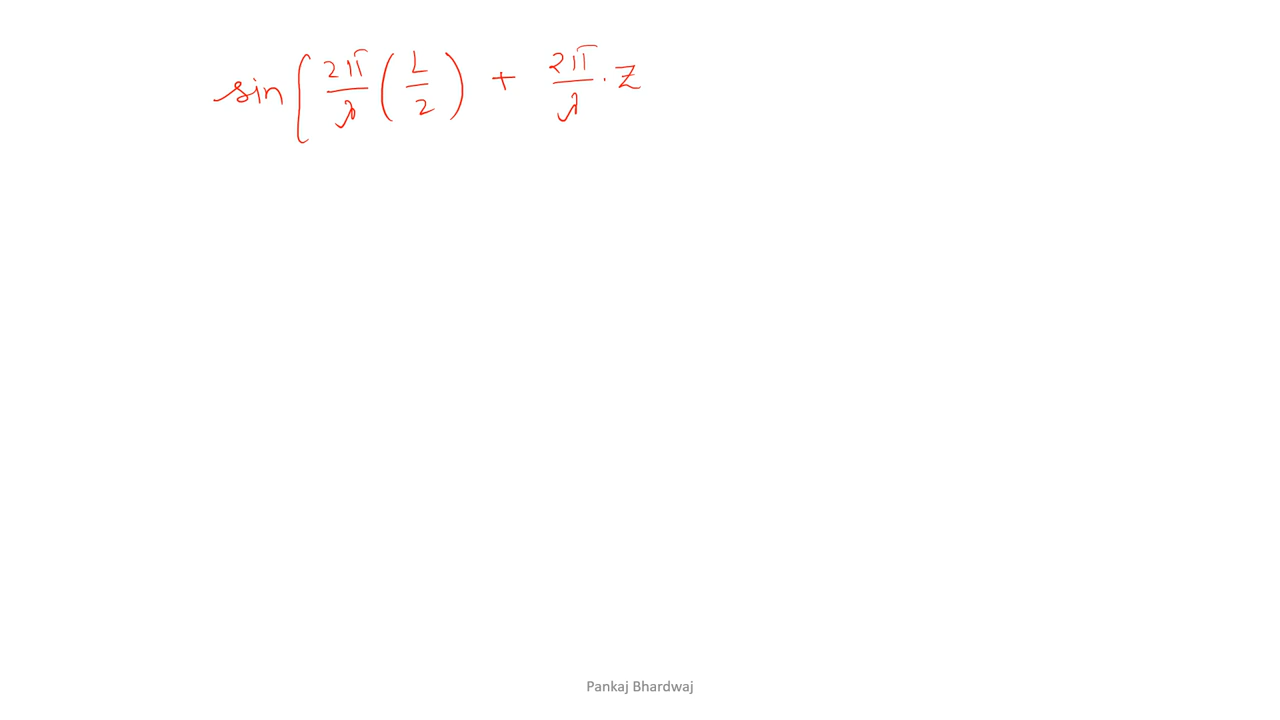 sin[ 2π/λ (L/2) + 2π/λ · z
Pankaj Bhardwaj